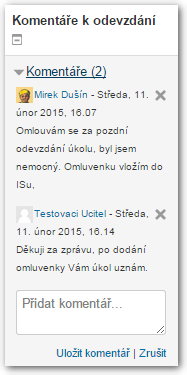 Komentáře k odevzdání
Komentáře (2)
Mirek Dušín - Středa, 11.
únor 2015, 16.07
Omlouvám se za pozdní
odevzdání úkolu, byl jsem
nemocný. Omluvenku vložím do
ISu,
Testovaci Ucitel - Středa,
11. únor 2015, 16.14
Děkuji za zprávu, po dodání
omluvenky Vám úkol uznám.
Přidat komentář...
Uložit komentář | Zrušit